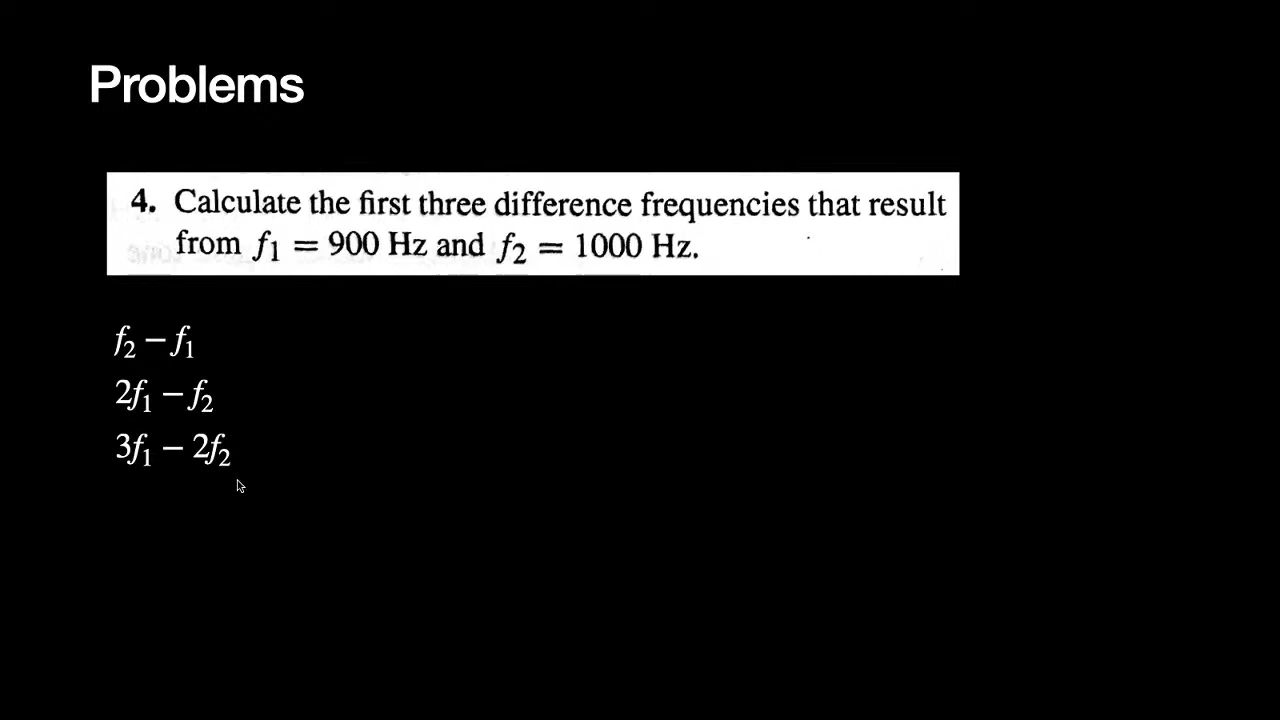 Problems
4. Calculate the first three difference frequencies that result
from f₁ = 900 Hz and f₂ = 1000 Hz.
f₂ − f₁
2f₁ − f₂
3f₁ − 2f₂